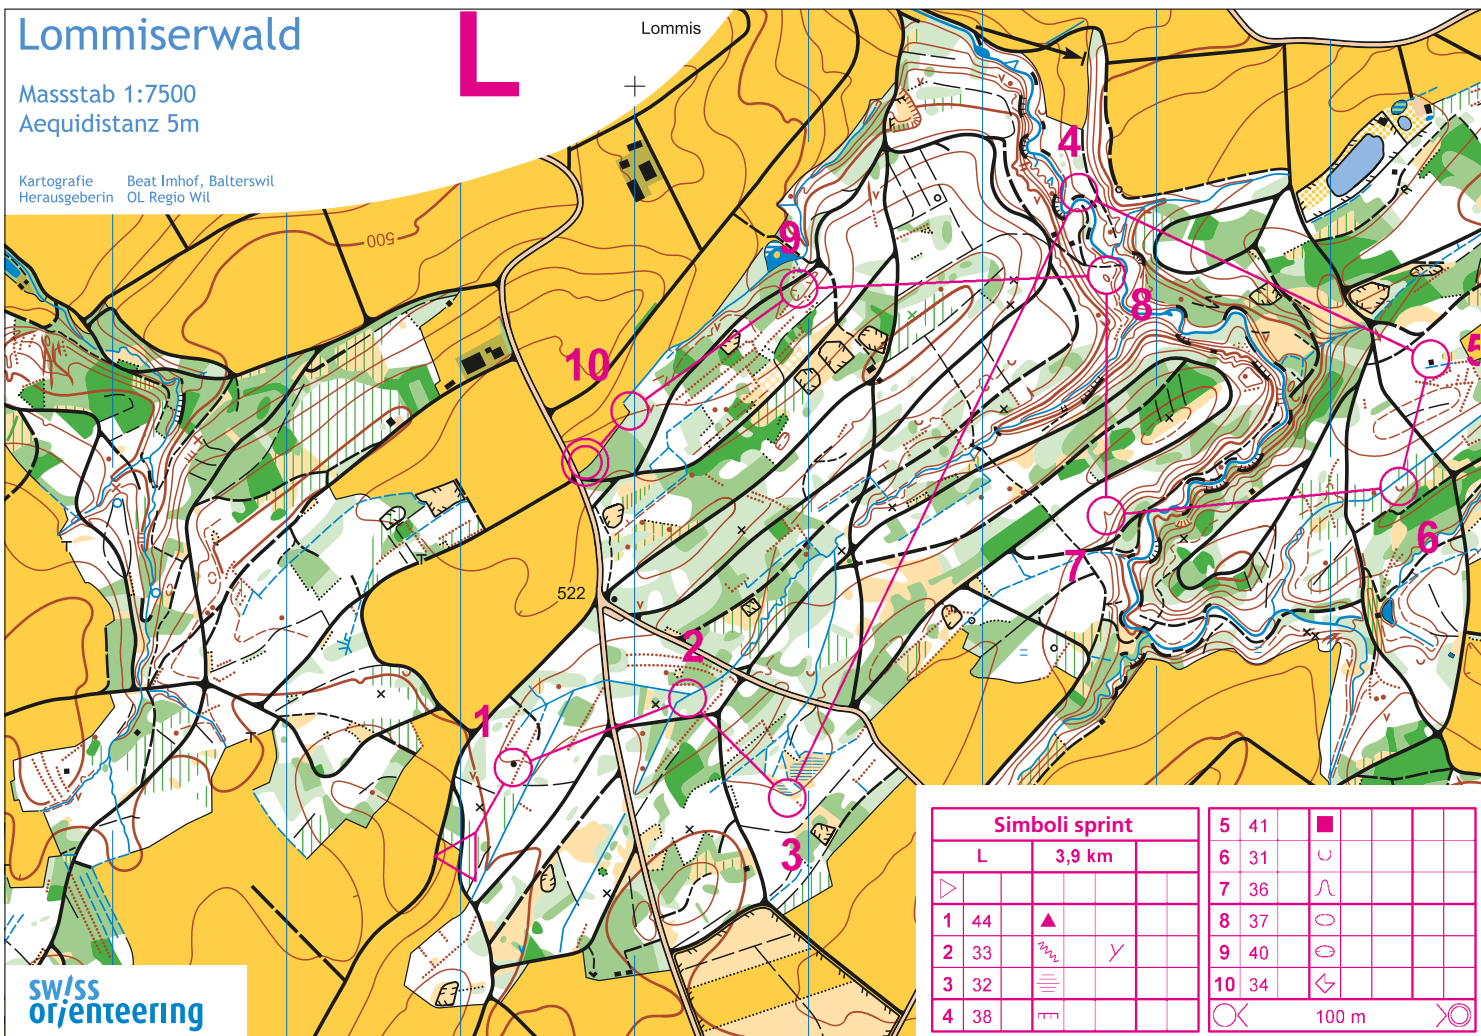 Lommiserwald
L
Lommis
Massstab 1:7500
Aequidistanz 5m
Kartografie Beat Imhof, Balterswil
Herausgeberin OL Regio Wil
500
522
4
9
8
10
5
6
7
2
1
3
Simboli sprint
L 3,9 km
1 44
2 33
3 32
4 38
5 41
6 31
7 36
8 37
9 40
10 34
100 m
swiss
orienteering